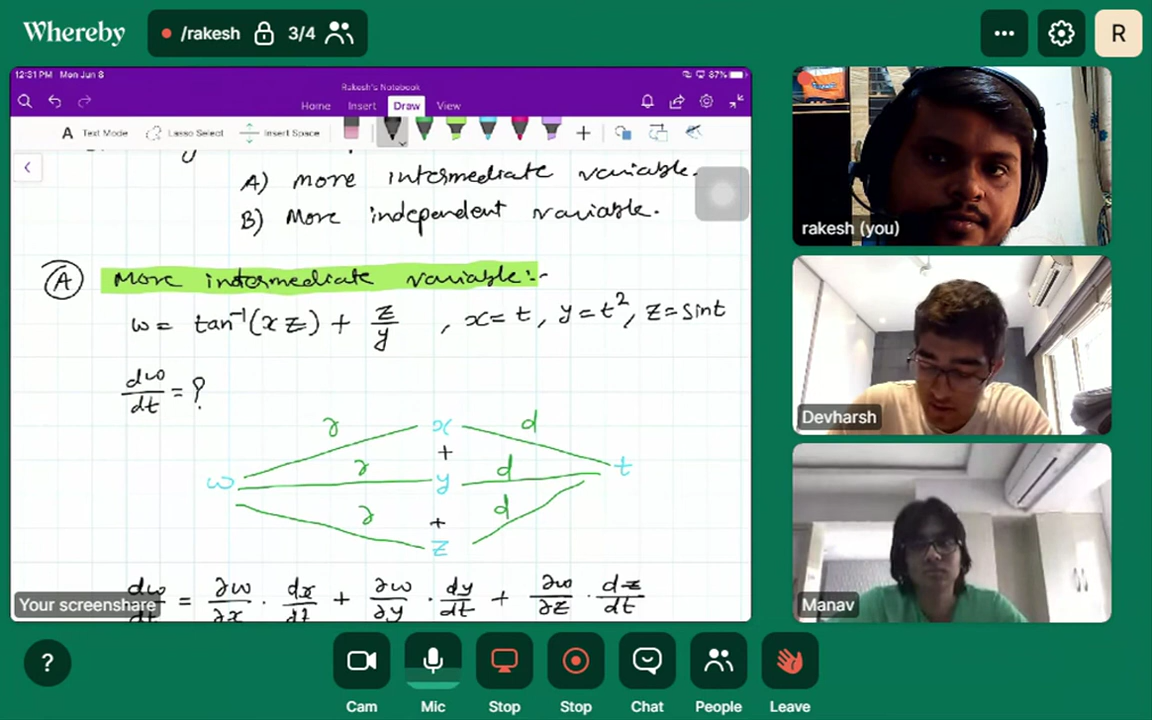 Whereby
/rakesh 3/4
R
12:31 PM Mon Jun 8
87%
Rakesh's Notebook
Home Insert Draw View
A Text Mode Lasso Select Insert Space
A) More intermediate variable.
B) More independent variable.
A More intermediate variable:-
w = tan⁻¹(xz) + z/y , x=t, y=t², z=sint
dw/dt = ?
∂ x d
+
w ∂ y d t
∂ + d
z
dw/dt = ∂w/∂x · dx/dt + ∂w/∂y · dy/dt + ∂w/∂z · dz/dt
Your screenshare
rakesh (you)
Devharsh
Manav
?
Cam Mic Stop Stop Chat People Leave